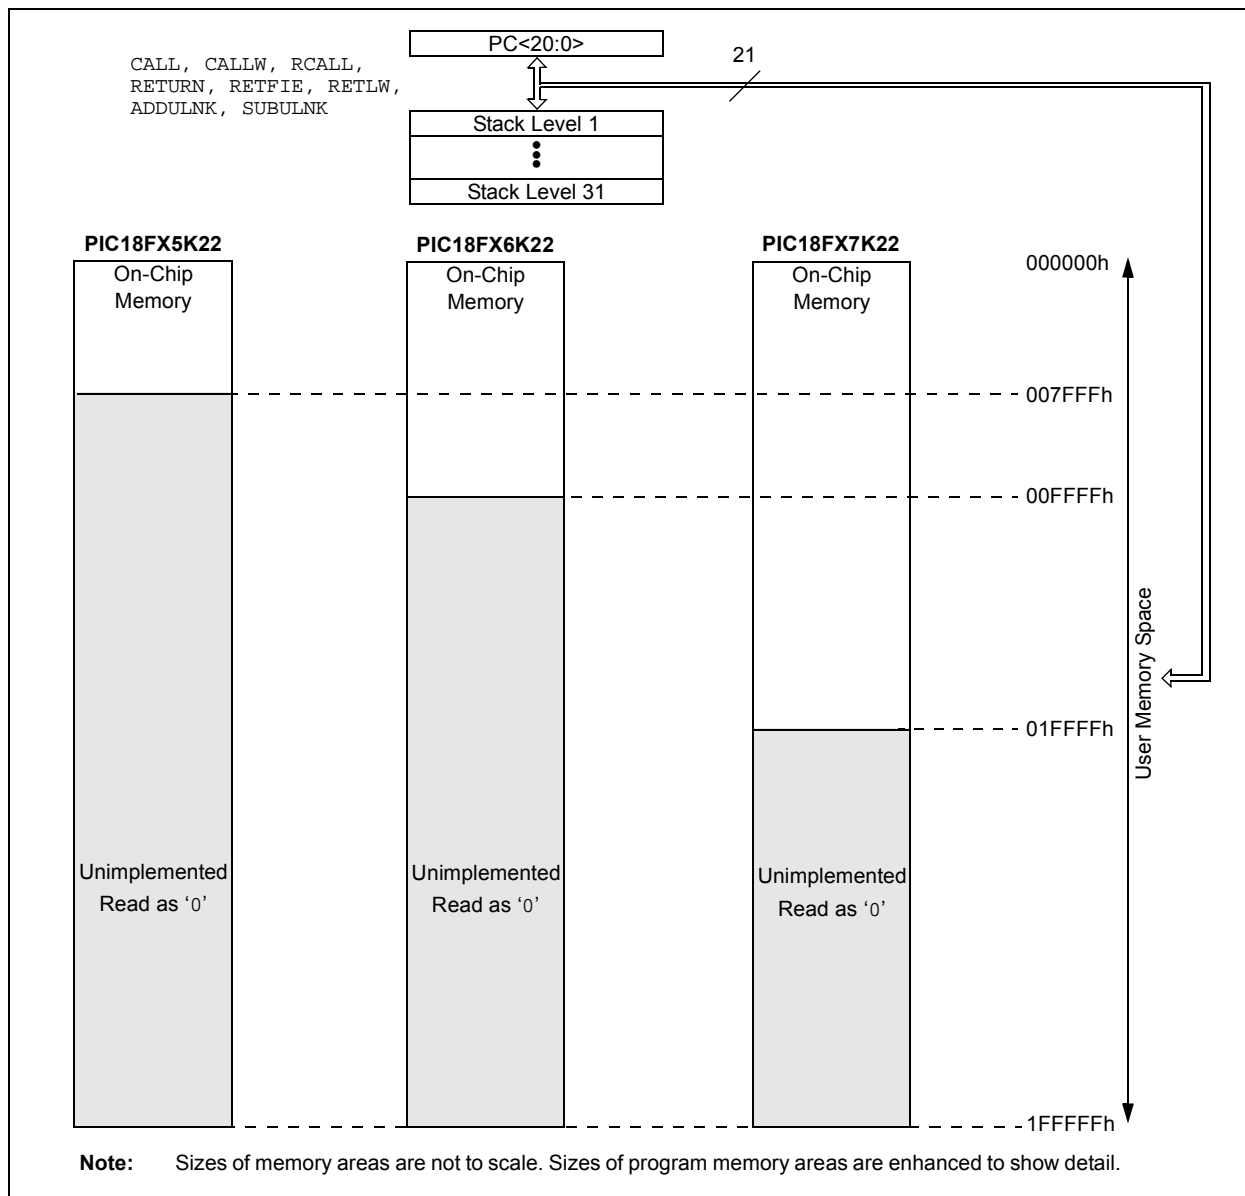 PC<20:0>
21
CALL, CALLW, RCALL,
RETURN, RETFIE, RETLW,
ADDULNK, SUBULNK
Stack Level 1
Stack Level 31
PIC18FX5K22
PIC18FX6K22
PIC18FX7K22
On-Chip
Memory
On-Chip
Memory
On-Chip
Memory
000000h
007FFFh
00FFFFh
01FFFFh
User Memory Space
Unimplemented
Read as ‘0’
Unimplemented
Read as ‘0’
Unimplemented
Read as ‘0’
1FFFFFh
Note: Sizes of memory areas are not to scale. Sizes of program memory areas are enhanced to show detail.